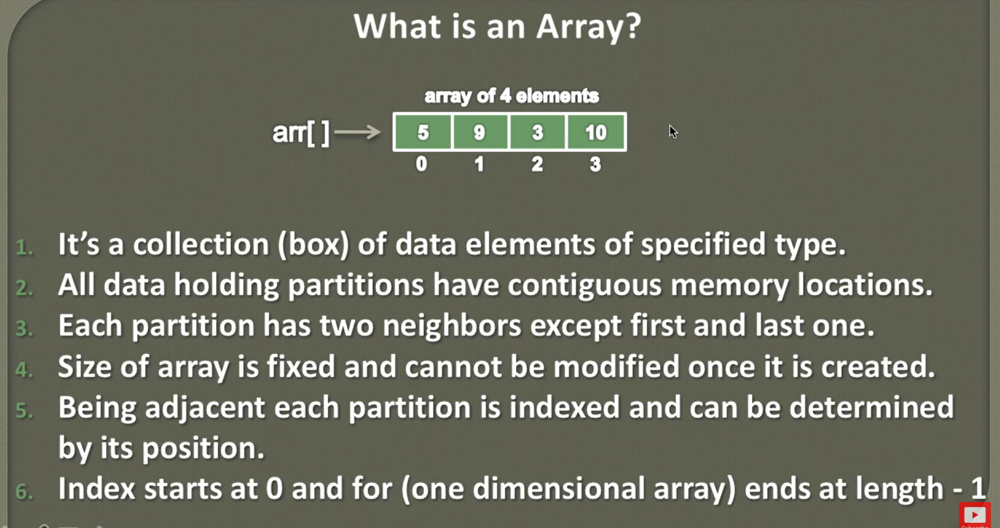 What is an Array?
array of 4 elements
arr[ ]
5 9 3 10
0 1 2 3
1. It’s a collection (box) of data elements of specified type.
2. All data holding partitions have contiguous memory locations.
3. Each partition has two neighbors except first and last one.
4. Size of array is fixed and cannot be modified once it is created.
5. Being adjacent each partition is indexed and can be determined
by its position.
6. Index starts at 0 and for (one dimensional array) ends at length - 1